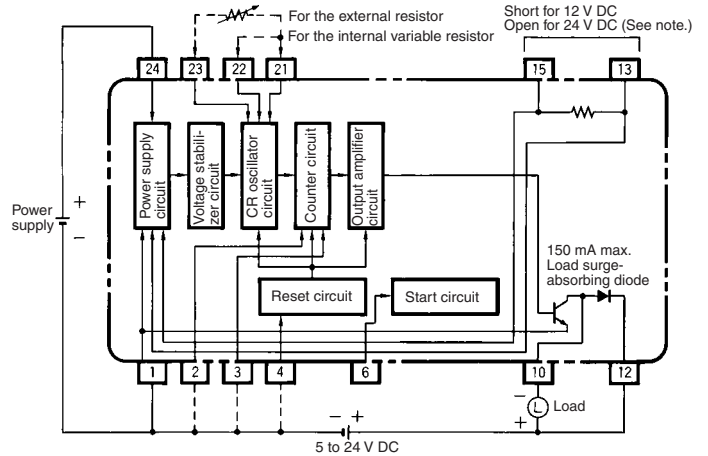 For the external resistor
For the internal variable resistor
Short for 12 V DC
Open for 24 V DC (See note.)
24
23
22
21
15
13
Power supply
circuit
Voltage stabili-
zer circuit
CR oscillator
circuit
Counter circuit
Output amplifier
circuit
+
Power
supply
−
150 mA max.
Load surge-
absorbing diode
Reset circuit
Start circuit
1
2
3
4
6
10
12
−
L
Load
+
− +
5 to 24 V DC